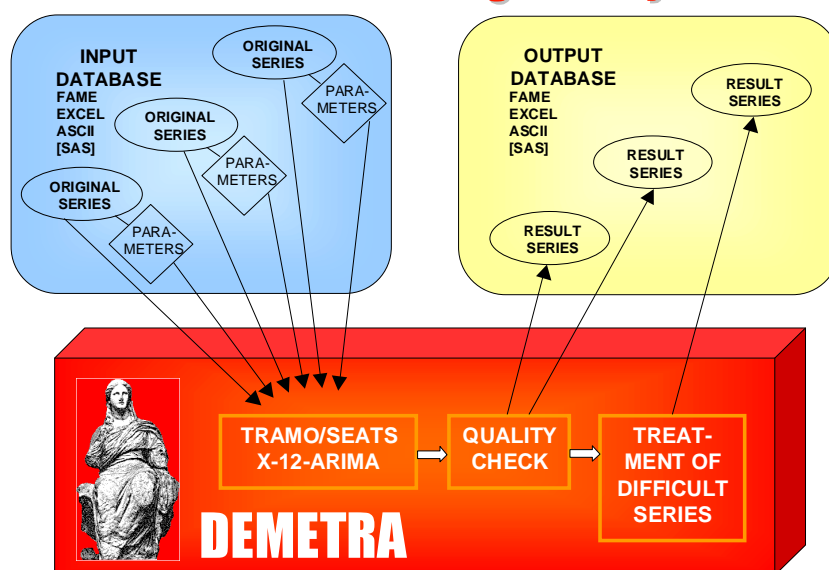 INPUT
DATABASE
FAME
EXCEL
ASCII
[SAS]
ORIGINAL
SERIES
PARA-
METERS
ORIGINAL
SERIES
PARA-
METERS
ORIGINAL
SERIES
PARA-
METERS
OUTPUT
DATABASE
FAME
EXCEL
ASCII
[SAS]
RESULT
SERIES
RESULT
SERIES
RESULT
SERIES
TRAMO/SEATS
X-12-ARIMA
QUALITY
CHECK
TREAT-
MENT OF
DIFFICULT
SERIES
DEMETRA